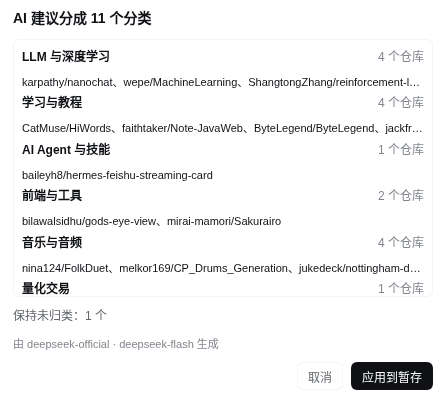 AI 建议分成 11 个分类
LLM 与深度学习 4 个仓库
karpathy/nanochat、wepe/MachineLearning、ShangtongZhang/reinforcement-l...
学习与教程 4 个仓库
CatMuse/HiWords、faithtaker/Note-JavaWeb、ByteLegend/ByteLegend、jackfr...
AI Agent 与技能 1 个仓库
baileyh8/hermes-feishu-streaming-card
前端与工具 2 个仓库
bilawalsidhu/gods-eye-view、mirai-mamori/Sakurairo
音乐与音频 4 个仓库
nina124/FolkDuet、melkor169/CP_Drums_Generation、jukedeck/nottingham-d...
量化交易 1 个仓库
保持未归类：1 个
由 deepseek-official · deepseek-flash 生成
取消 应用到暂存